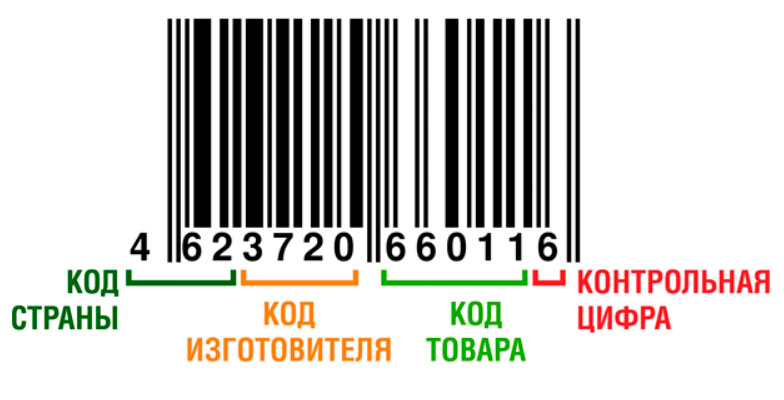 4 623720 660116
КОД СТРАНЫ
КОД ИЗГОТОВИТЕЛЯ
КОД ТОВАРА
КОНТРОЛЬНАЯ ЦИФРА